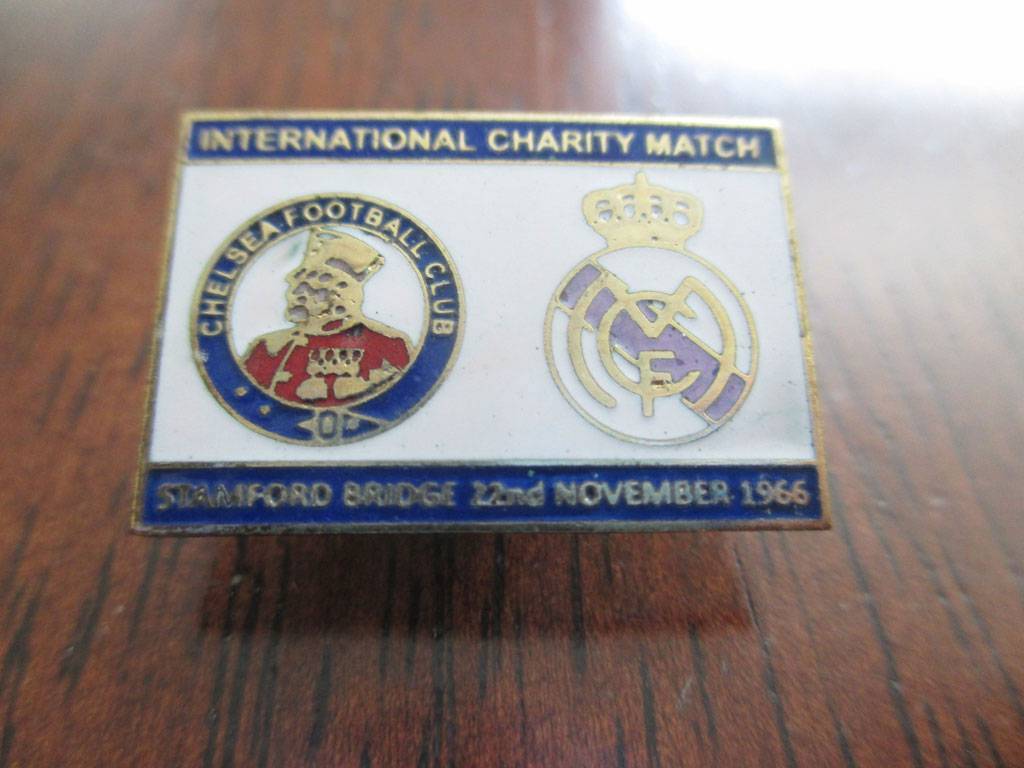 INTERNATIONAL CHARITY MATCH
CHELSEA FOOTBALL CLUB
MCF
STAMFORD BRIDGE 22nd NOVEMBER 1966